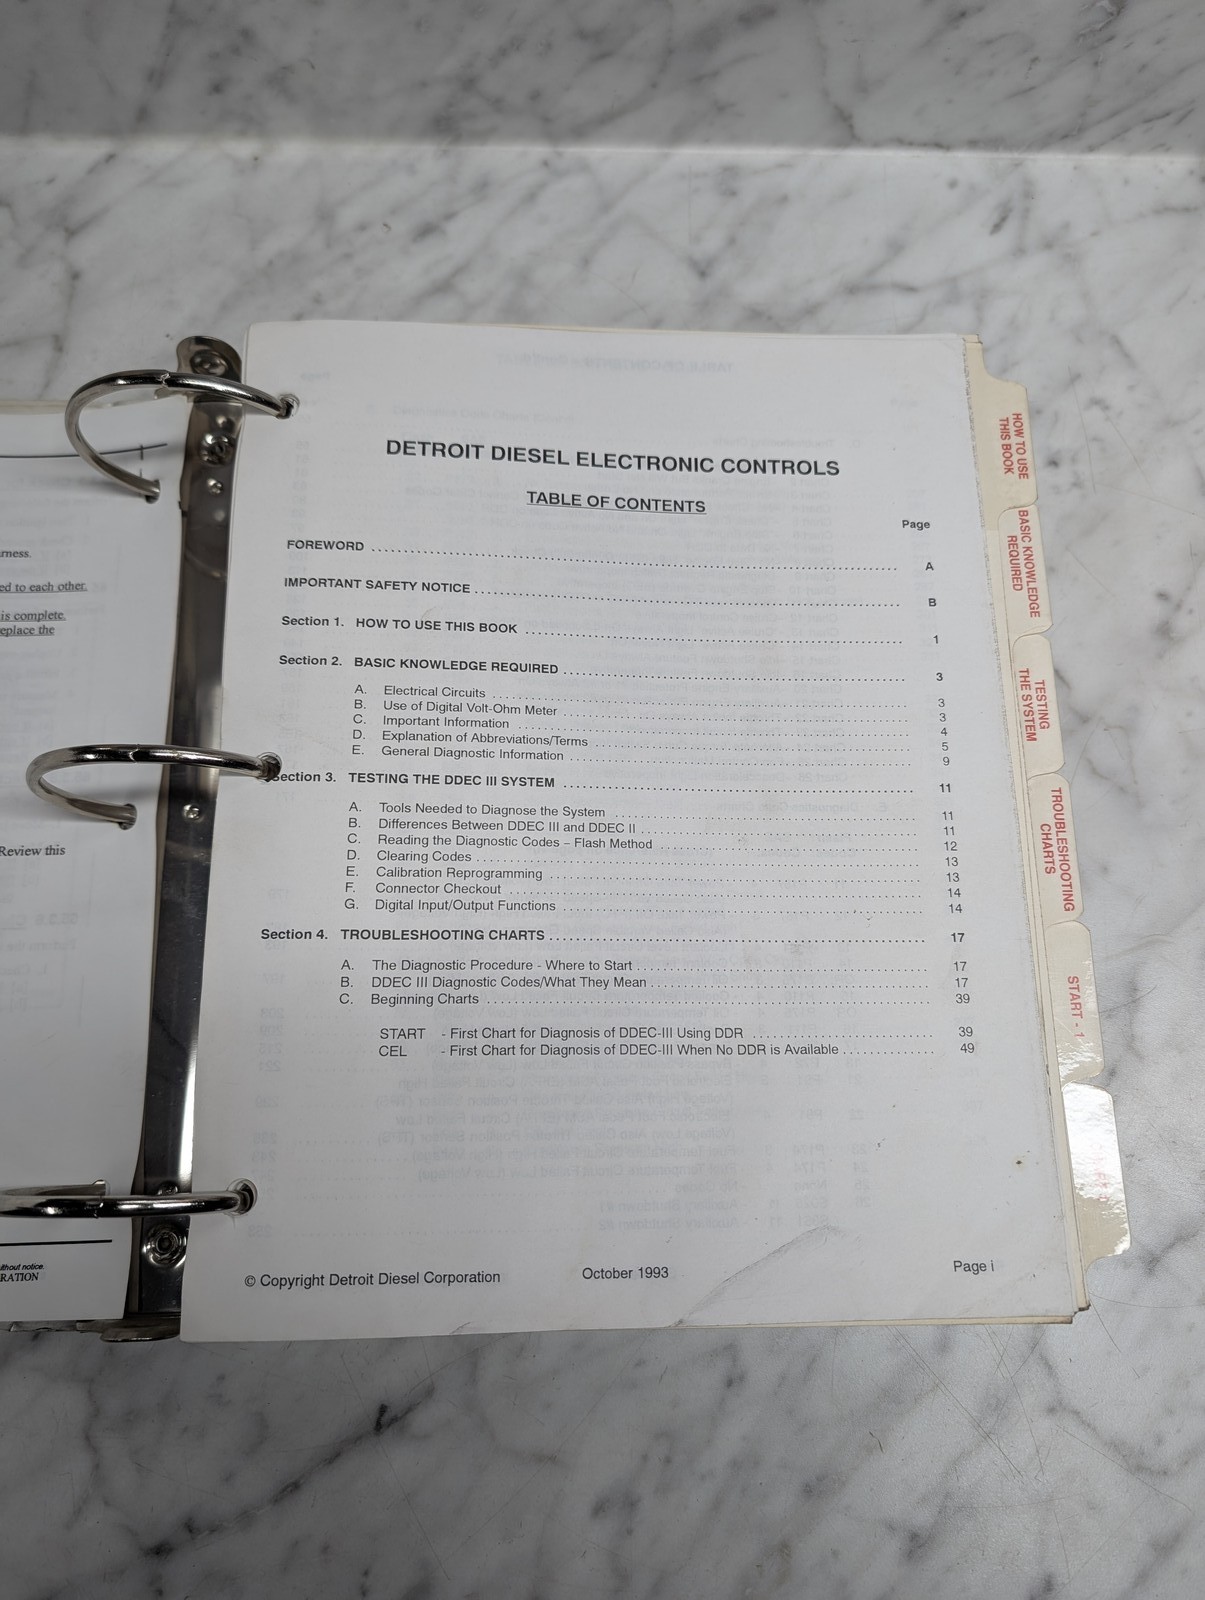 rness.
ed to each other.
is complete.
eplace the
Review this
ithout notice.
RATION
DETROIT DIESEL ELECTRONIC CONTROLS
TABLE OF CONTENTS
Page
FOREWORD ........ A
IMPORTANT SAFETY NOTICE ........ B
Section 1. HOW TO USE THIS BOOK ........ 1
Section 2. BASIC KNOWLEDGE REQUIRED ........ 3
A. Electrical Circuits ........ 3
B. Use of Digital Volt-Ohm Meter ........ 3
C. Important Information ........ 4
D. Explanation of Abbreviations/Terms ........ 5
E. General Diagnostic Information ........ 9
Section 3. TESTING THE DDEC III SYSTEM ........ 11
A. Tools Needed to Diagnose the System ........ 11
B. Differences Between DDEC III and DDEC II ........ 11
C. Reading the Diagnostic Codes – Flash Method ........ 12
D. Clearing Codes ........ 13
E. Calibration Reprogramming ........ 13
F. Connector Checkout ........ 14
G. Digital Input/Output Functions ........ 14
Section 4. TROUBLESHOOTING CHARTS ........ 17
A. The Diagnostic Procedure - Where to Start ........ 17
B. DDEC III Diagnostic Codes/What They Mean ........ 17
C. Beginning Charts ........ 39
START - First Chart for Diagnosis of DDEC-III Using DDR ........ 39
CEL - First Chart for Diagnosis of DDEC-III When No DDR is Available ........ 49
© Copyright Detroit Diesel Corporation October 1993 Page i
HOW TO USE
THIS BOOK
BASIC KNOWLEDGE
REQUIRED
TESTING
THE SYSTEM
TROUBLESHOOTING
CHARTS
START - 1